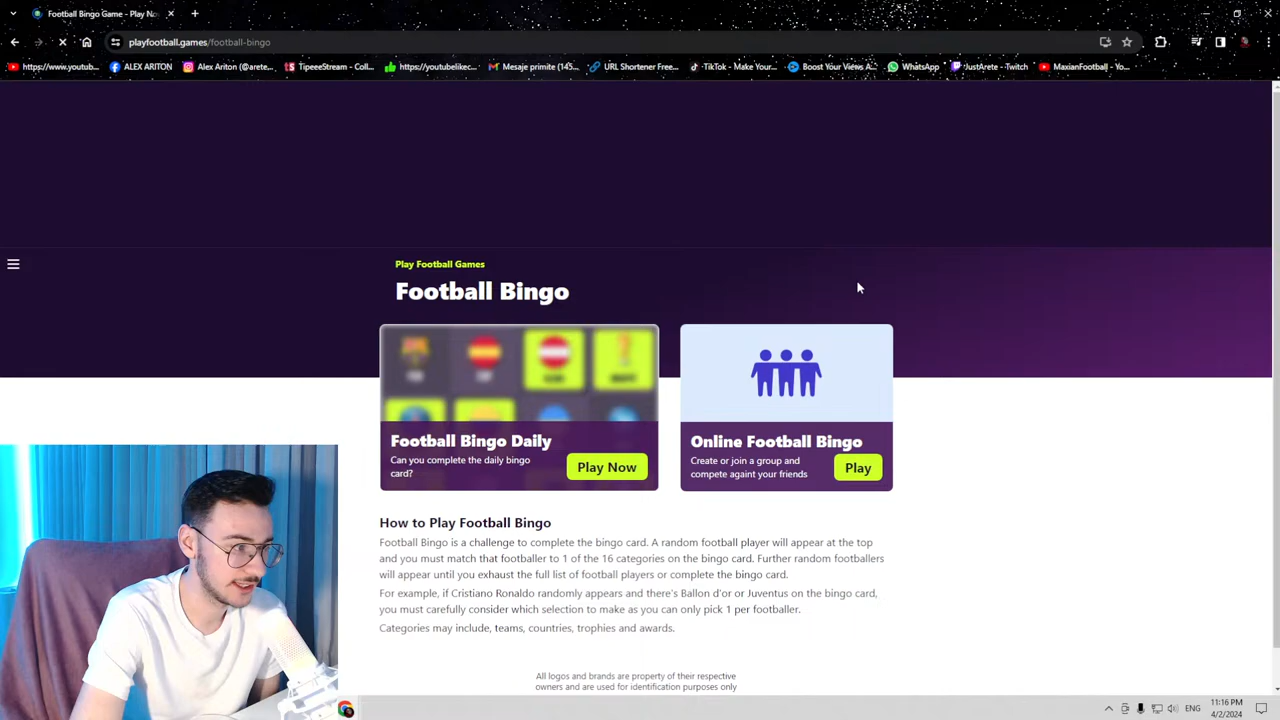 Football Bingo Game - Play No
playfootball.games/football-bingo
https://www.youtub...
ALEX ARITON
Alex Ariton (@arete...
TipeeeStream - Coll...
https://youtubelikec...
Mesaje primite (145...
URL Shortener Free...
TikTok - Make Your...
Boost Your Views A...
WhatsApp
JustArete - Twitch
MaxianFootball - Yo...
Play Football Games
Football Bingo
Football Bingo Daily
Can you complete the daily bingo
card?
Play Now
Online Football Bingo
Create or join a group and
compete againt your friends
Play
How to Play Football Bingo
Football Bingo is a challenge to complete the bingo card. A random football player will appear at the top
and you must match that footballer to 1 of the 16 categories on the bingo card. Further random footballers
will appear until you exhaust the full list of football players or complete the bingo card.
For example, if Cristiano Ronaldo randomly appears and there's Ballon d'or or Juventus on the bingo card,
you must carefully consider which selection to make as you can only pick 1 per footballer.
Categories may include, teams, countries, trophies and awards.
All logos and brands are property of their respective
owners and are used for identification purposes only
ENG
11:16 PM
4/2/2024